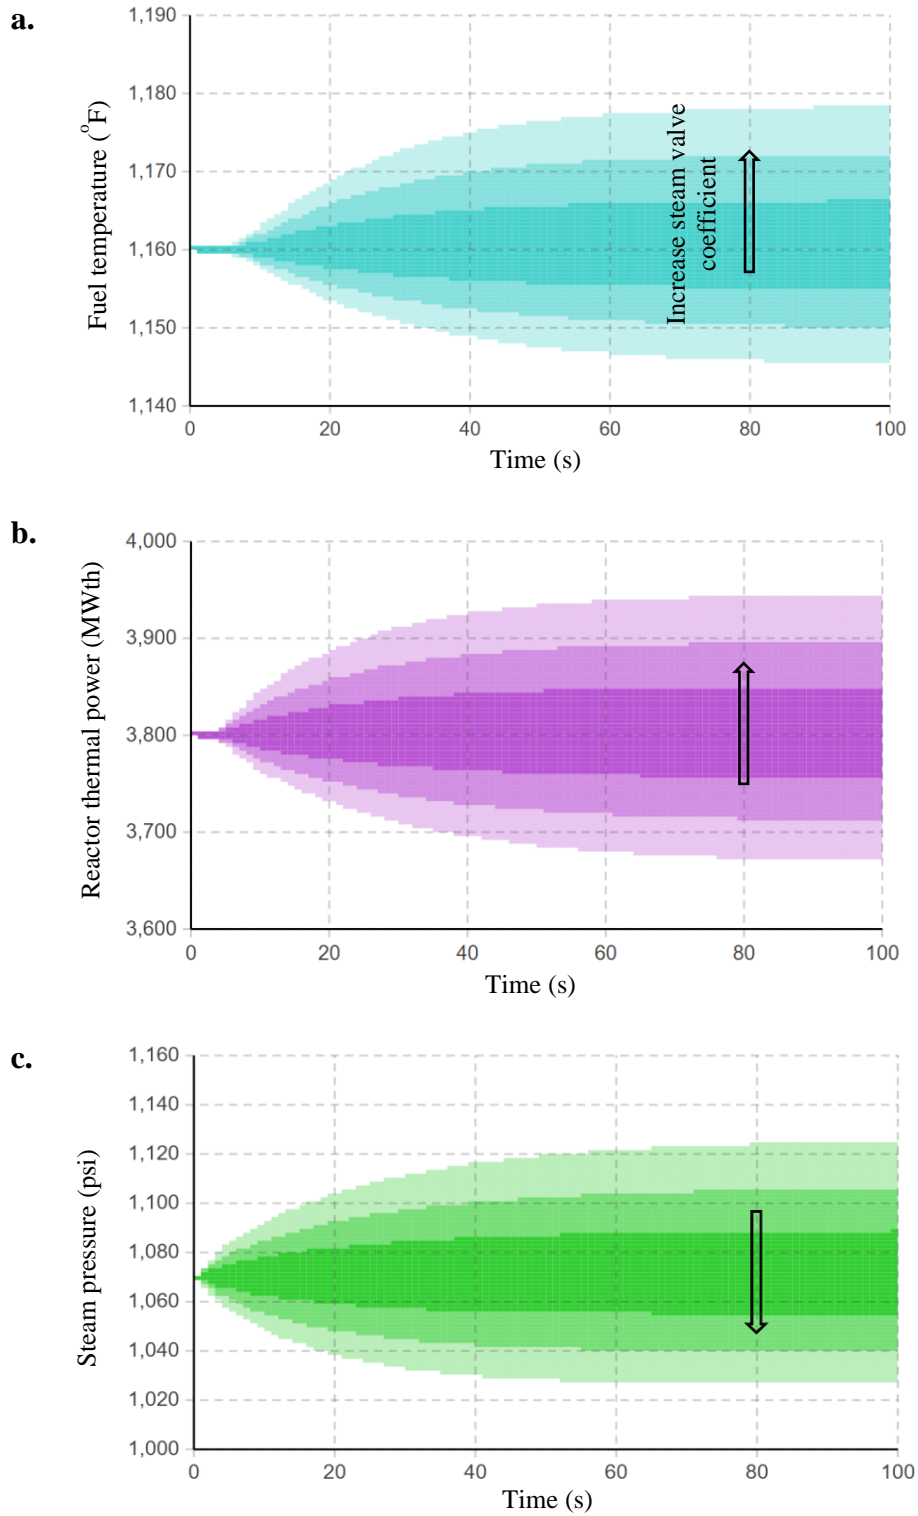 a.
Fuel temperature (°F)
1,190
1,180
1,170
1,160
1,150
1,140
Increase steam valve
coefficient
0 20 40 60 80 100
Time (s)
b.
Reactor thermal power (MWth)
4,000
3,900
3,800
3,700
3,600
0 20 40 60 80 100
Time (s)
c.
Steam pressure (psi)
1,160
1,140
1,120
1,100
1,080
1,060
1,040
1,020
1,000
0 20 40 60 80 100
Time (s)